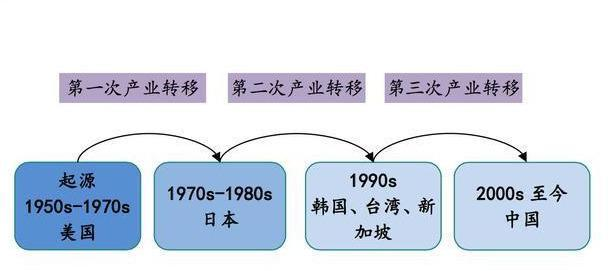 第一次产业转移
第二次产业转移
第三次产业转移
起源
1950s-1970s
美国
1970s-1980s
日本
1990s
韩国、台湾、新
加坡
2000s 至今
中国